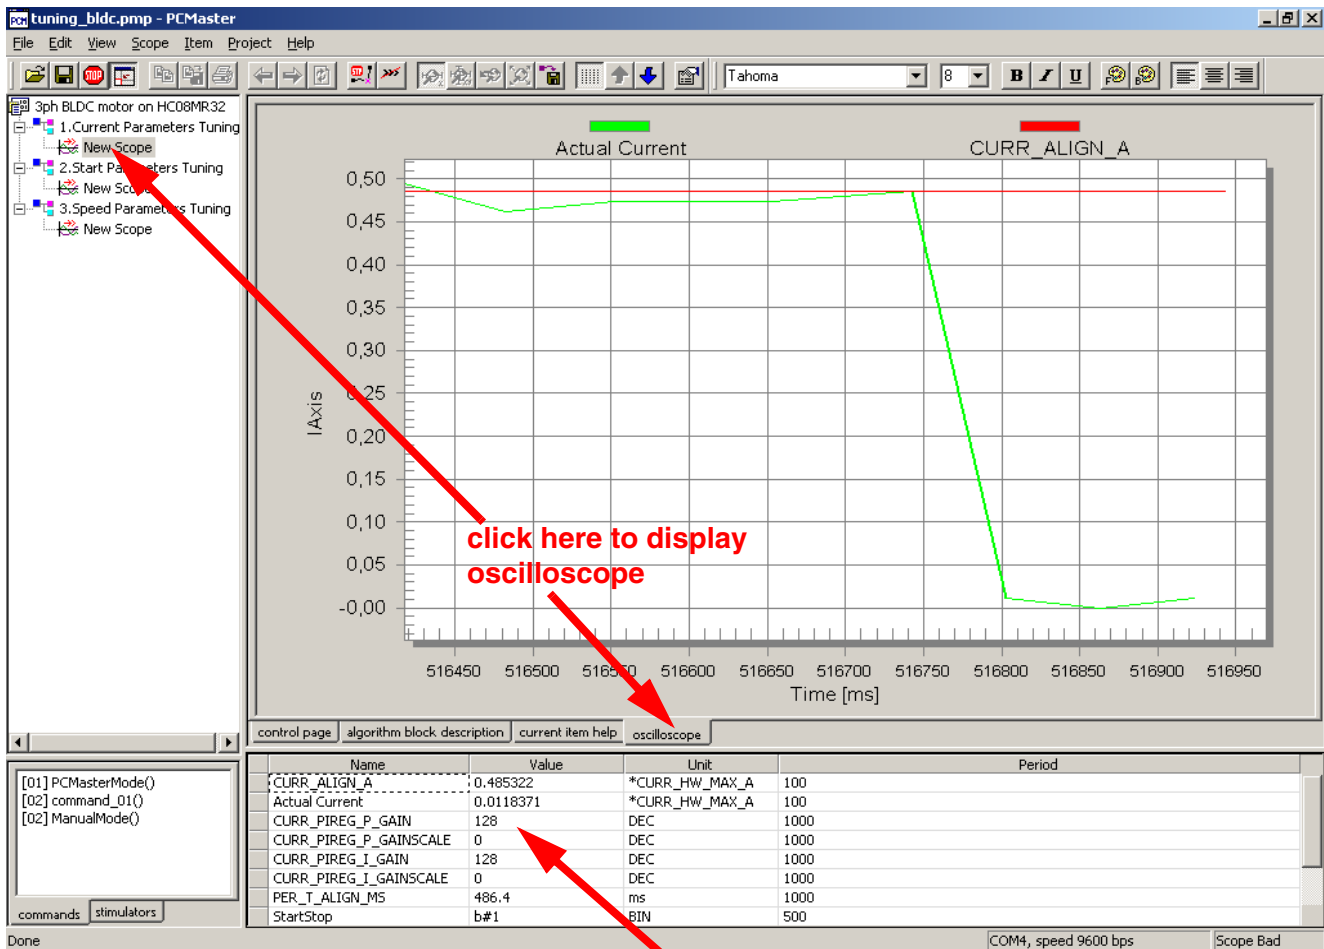 tuning_bldc.pmp - PCMaster
File Edit View Scope Item Project Help
Tahoma 8 B I U
3ph BLDC motor on HC08MR32
1.Current Parameters Tuning
New Scope
2.Start Parameters Tuning
New Scope
3.Speed Parameters Tuning
New Scope
Actual Current CURR_ALIGN_A
0,50
0,45
0,40
0,35
0,30
0,25
0,20
0,15
0,10
0,05
-0,00
IAxis
516450 516500 516550 516600 516650 516700 516750 516800 516850 516900 516950
Time [ms]
click here to display
oscilloscope
control page algorithm block description current item help oscilloscope
[01] PCMasterMode()
[02] command_01()
[02] ManualMode()
commands stimulators
Name Value Unit Period
CURR_ALIGN_A 0.485322 *CURR_HW_MAX_A 100
Actual Current 0.0118371 *CURR_HW_MAX_A 100
CURR_PIREG_P_GAIN 128 DEC 1000
CURR_PIREG_P_GAINSCALE 0 DEC 1000
CURR_PIREG_I_GAIN 128 DEC 1000
CURR_PIREG_I_GAINSCALE 0 DEC 1000
PER_T_ALIGN_MS 486.4 ms 1000
StartStop b#1 BIN 500
Done COM4, speed 9600 bps Scope Bad